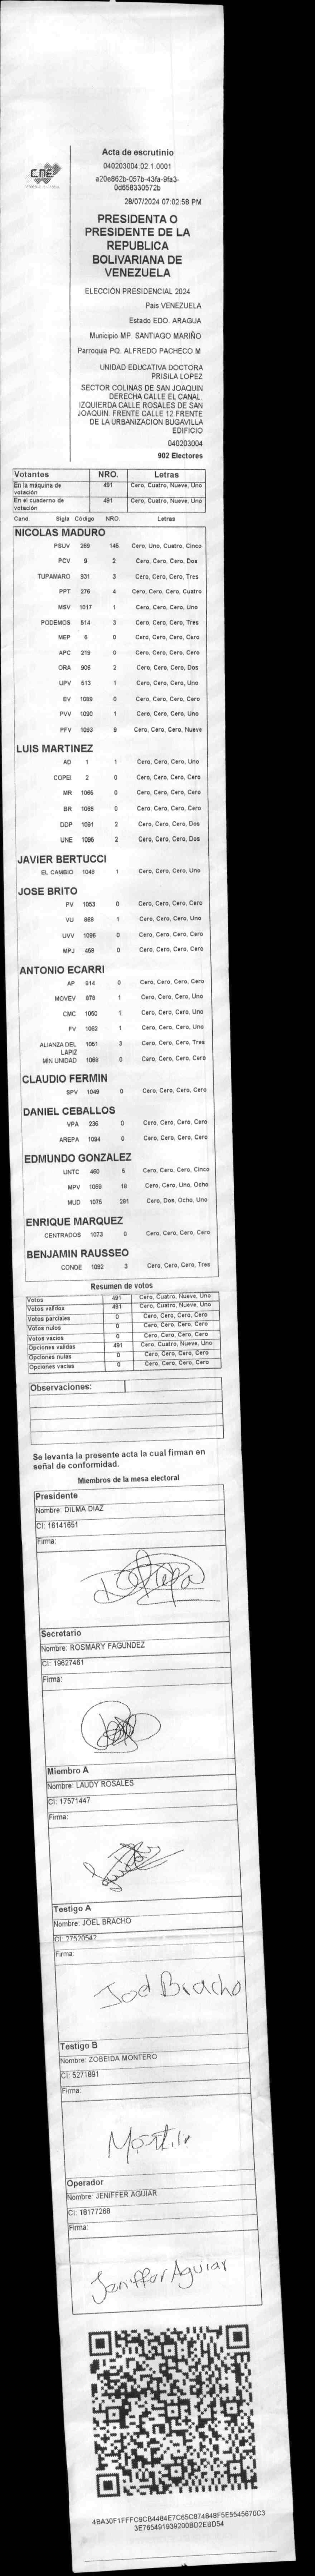 CNE
Acta de escrutinio
040203004.02.1.0001
a20e862b-057b-43fa-9fa3-
0d658330572b
28/07/2024 07:02:58 PM
PRESIDENTA O
PRESIDENTE DE LA
REPUBLICA
BOLIVARIANA DE
VENEZUELA
ELECCIÓN PRESIDENCIAL 2024
País VENEZUELA
Estado EDO. ARAGUA
Municipio MP. SANTIAGO MARIÑO
Parroquia PQ. ALFREDO PACHECO M
UNIDAD EDUCATIVA DOCTORA
PRISILA LOPEZ
SECTOR COLINAS DE SAN JOAQUIN
DERECHA CALLE EL CANAL.
IZQUIERDA CALLE ROSALES DE SAN
JOAQUIN. FRENTE CALLE 12 FRENTE
DE LA URBANIZACION BUGAVILLA
EDIFICIO
040203004
902 Electores
Votantes NRO. Letras
En la máquina de votación 491 Cero, Cuatro, Nueve, Uno
En el cuaderno de votación 491 Cero, Cuatro, Nueve, Uno
Cand. Sigla Código NRO. Letras
NICOLAS MADURO
PSUV 269 145 Cero, Uno, Cuatro, Cinco
PCV 9 2 Cero, Cero, Cero, Dos
TUPAMARO 931 3 Cero, Cero, Cero, Tres
PPT 276 4 Cero, Cero, Cero, Cuatro
MSV 1017 1 Cero, Cero, Cero, Uno
PODEMOS 514 3 Cero, Cero, Cero, Tres
MEP 6 0 Cero, Cero, Cero, Cero
APC 219 0 Cero, Cero, Cero, Cero
ORA 906 2 Cero, Cero, Cero, Dos
UPV 513 1 Cero, Cero, Cero, Uno
EV 1089 0 Cero, Cero, Cero, Cero
PVV 1090 1 Cero, Cero, Cero, Uno
PFV 1093 9 Cero, Cero, Cero, Nueve
LUIS MARTINEZ
AD 1 1 Cero, Cero, Cero, Uno
COPEI 2 0 Cero, Cero, Cero, Cero
MR 1065 0 Cero, Cero, Cero, Cero
BR 1066 0 Cero, Cero, Cero, Cero
DDP 1091 2 Cero, Cero, Cero, Dos
UNE 1095 2 Cero, Cero, Cero, Dos
JAVIER BERTUCCI
EL CAMBIO 1048 1 Cero, Cero, Cero, Uno
JOSE BRITO
PV 1053 0 Cero, Cero, Cero, Cero
VU 668 1 Cero, Cero, Cero, Uno
UVV 1096 0 Cero, Cero, Cero, Cero
MPJ 458 0 Cero, Cero, Cero, Cero
ANTONIO ECARRI
AP 914 0 Cero, Cero, Cero, Cero
MOVEV 878 1 Cero, Cero, Cero, Uno
CMC 1050 1 Cero, Cero, Cero, Uno
FV 1062 1 Cero, Cero, Cero, Uno
ALIANZA DEL LAPIZ 1051 3 Cero, Cero, Cero, Tres
MIN UNIDAD 1068 0 Cero, Cero, Cero, Cero
CLAUDIO FERMIN
SPV 1049 0 Cero, Cero, Cero, Cero
DANIEL CEBALLOS
VPA 236 0 Cero, Cero, Cero, Cero
AREPA 1094 0 Cero, Cero, Cero, Cero
EDMUNDO GONZALEZ
UNTC 460 5 Cero, Cero, Cero, Cinco
MPV 1069 18 Cero, Cero, Uno, Ocho
MUD 1075 281 Cero, Dos, Ocho, Uno
ENRIQUE MARQUEZ
CENTRADOS 1073 0 Cero, Cero, Cero, Cero
BENJAMIN RAUSSEO
CONDE 1092 3 Cero, Cero, Cero, Tres
Resumen de votos
Votos 491 Cero, Cuatro, Nueve, Uno
Votos validos 491 Cero, Cuatro, Nueve, Uno
Votos parciales 0 Cero, Cero, Cero, Cero
Votos nulos 0 Cero, Cero, Cero, Cero
Votos vacios 0 Cero, Cero, Cero, Cero
Opciones validas 491 Cero, Cuatro, Nueve, Uno
Opciones nulas 0 Cero, Cero, Cero, Cero
Opciones vacias 0 Cero, Cero, Cero, Cero
Observaciones:
Se levanta la presente acta la cual firman en
señal de conformidad.
Miembros de la mesa electoral
Presidente
Nombre: DILMA DIAZ
CI: 16141651
Firma:
Secretario
Nombre: ROSMARY FAGUNDEZ
CI: 19627461
Firma:
Miembro A
Nombre: LAUDY ROSALES
CI: 17571447
Firma:
Testigo A
Nombre: JOEL BRACHO
CI: 27520547
Firma:
Joel Bracho
Testigo B
Nombre: ZOBEIDA MONTERO
CI: 5271891
Firma:
Operador
Nombre: JENIFFER AGUIAR
CI: 18177268
Firma:
Jeniffer Aguiar
4BA30F1FFFC9CB4484E7C65C874848F5E5545670C3
3E765491939200BD2EBD54